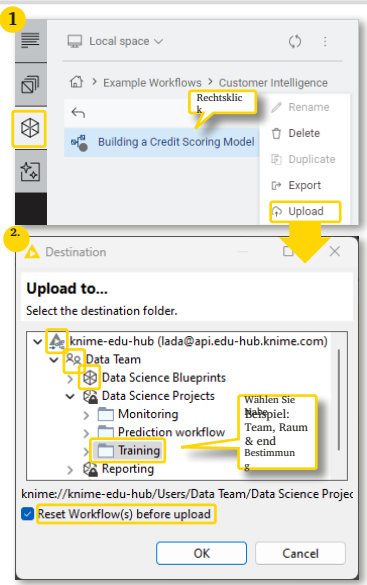 1
Local space
Example Workflows > Customer Intelligence
Rechtsklic
k
Rename
Building a Credit Scoring Model
Delete
Duplicate
Export
Upload
2.
Destination
Upload to...
Select the destination folder.
knime-edu-hub (lada@api.edu-hub.knime.com)
Data Team
Data Science Blueprints
Data Science Projects
Monitoring
Prediction workflow
Training
Reporting
Wählen Sie
Beispiel:
Team, Raum
& end
Bestimmun
g
knime://knime-edu-hub/Users/Data Team/Data Science Projec
Reset Workflow(s) before upload
OK
Cancel